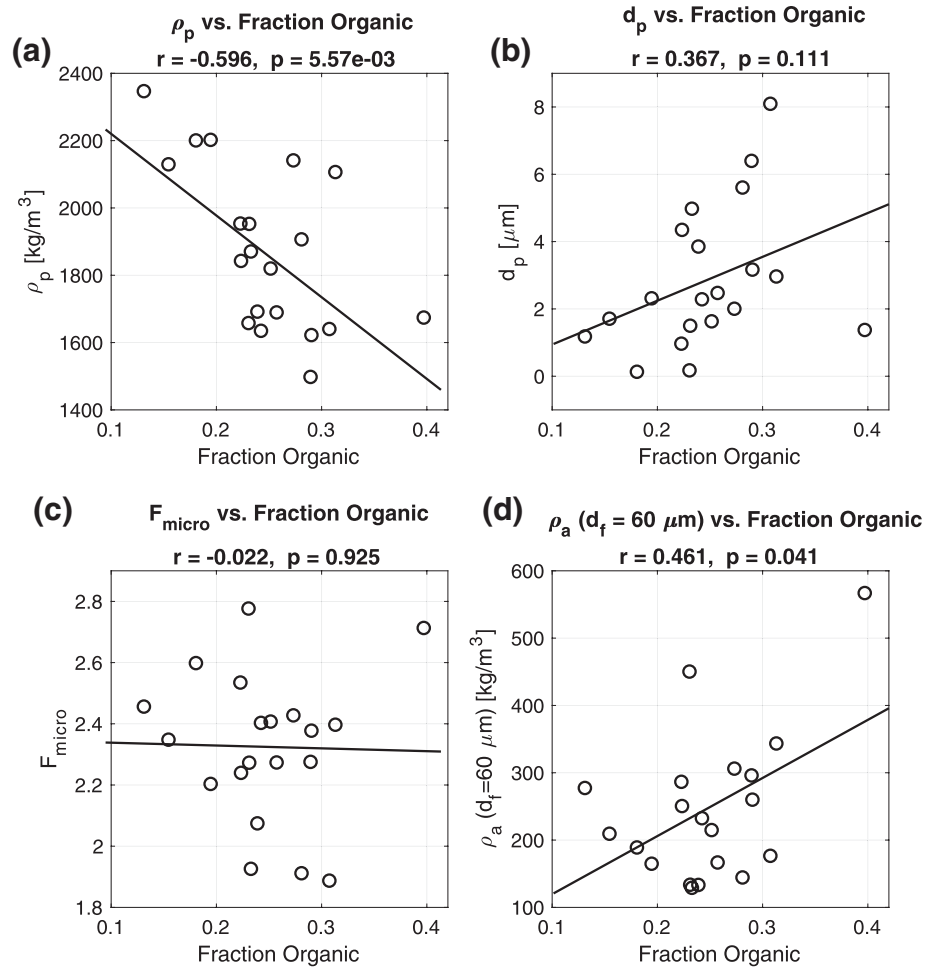 (a)
ρp vs. Fraction Organic
r = -0.596, p = 5.57e-03
2400
2200
2000
1800
1600
1400
ρp [kg/m3]
0.1 0.2 0.3 0.4
Fraction Organic
(b)
dp vs. Fraction Organic
r = 0.367, p = 0.111
8
6
4
2
0
dp [μm]
0.1 0.2 0.3 0.4
Fraction Organic
(c)
Fmicro vs. Fraction Organic
r = -0.022, p = 0.925
2.8
2.6
2.4
2.2
2
1.8
Fmicro
0.1 0.2 0.3 0.4
Fraction Organic
(d)
ρa (df = 60 μm) vs. Fraction Organic
r = 0.461, p = 0.041
600
500
400
300
200
100
ρa (df=60 μm) [kg/m3]
0.1 0.2 0.3 0.4
Fraction Organic